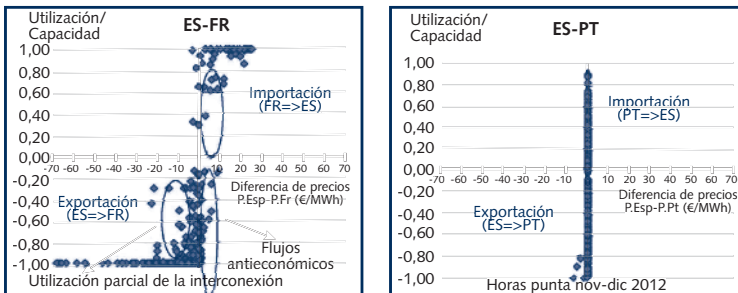 Utilización/
Capacidad
ES-FR
1,00
0,80
0,60
0,40
0,20
0,00
-0,20
-0,40
-0,60
-0,80
-1,00
-70 -60 -50 -40 -30 -20 -10 0 10 20 30 40 50 60 70
Importación
(FR=>ES)
Diferencia de precios
P.Esp-P.Fr (€/MWh)
Exportación
(ES=>FR)
Flujos
antieconómicos
Utilización parcial de la interconexión
Utilización/
Capacidad
ES-PT
1,00
0,80
0,60
0,40
0,20
0,00
-0,20
-0,40
-0,60
-0,80
-1,00
-70 -60 -50 -40 -30 -20 -10 0 10 20 30 40 50 60 70
Importación
(PT=>ES)
Diferencia de precios
P.Esp-P.Pt (€/MWh)
Exportación
(ES=>PT)
Horas punta nov-dic 2012